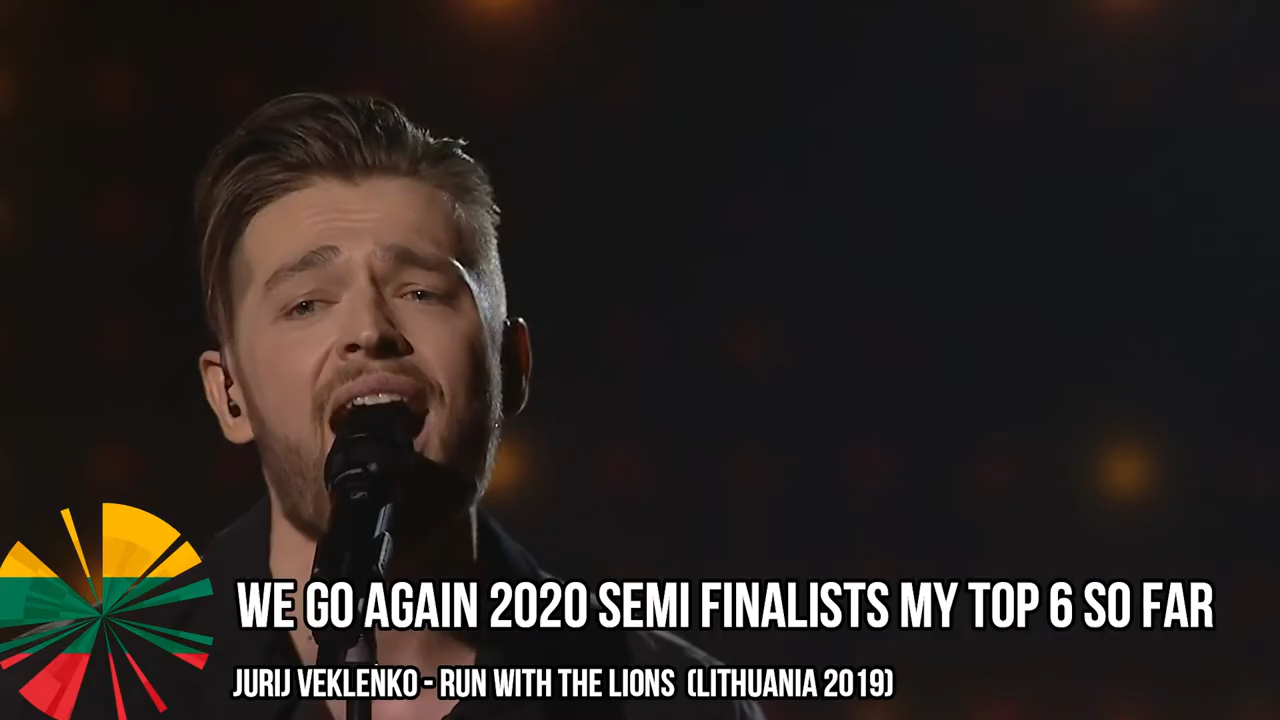 WE GO AGAIN 2020 SEMI FINALISTS MY TOP 6 SO FAR
JURIJ VEKLENKO - RUN WITH THE LIONS (LITHUANIA 2019)